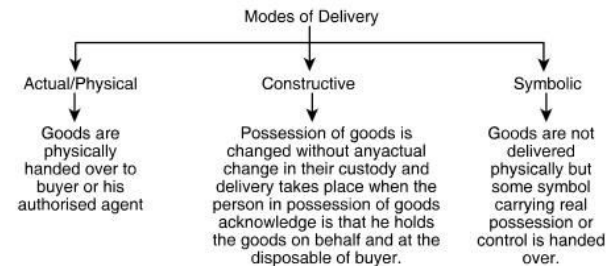 Modes of Delivery
Actual/Physical
Constructive
Symbolic
Goods are
physically
handed over to
buyer or his
authorised agent
Possession of goods is
changed without anyactual
change in their custody and
delivery takes place when the
person in possession of goods
acknowledge is that he holds
the goods on behalf and at the
disposable of buyer.
Goods are not
delivered
physically but
some symbol
carrying real
possession or
control is handed
over.